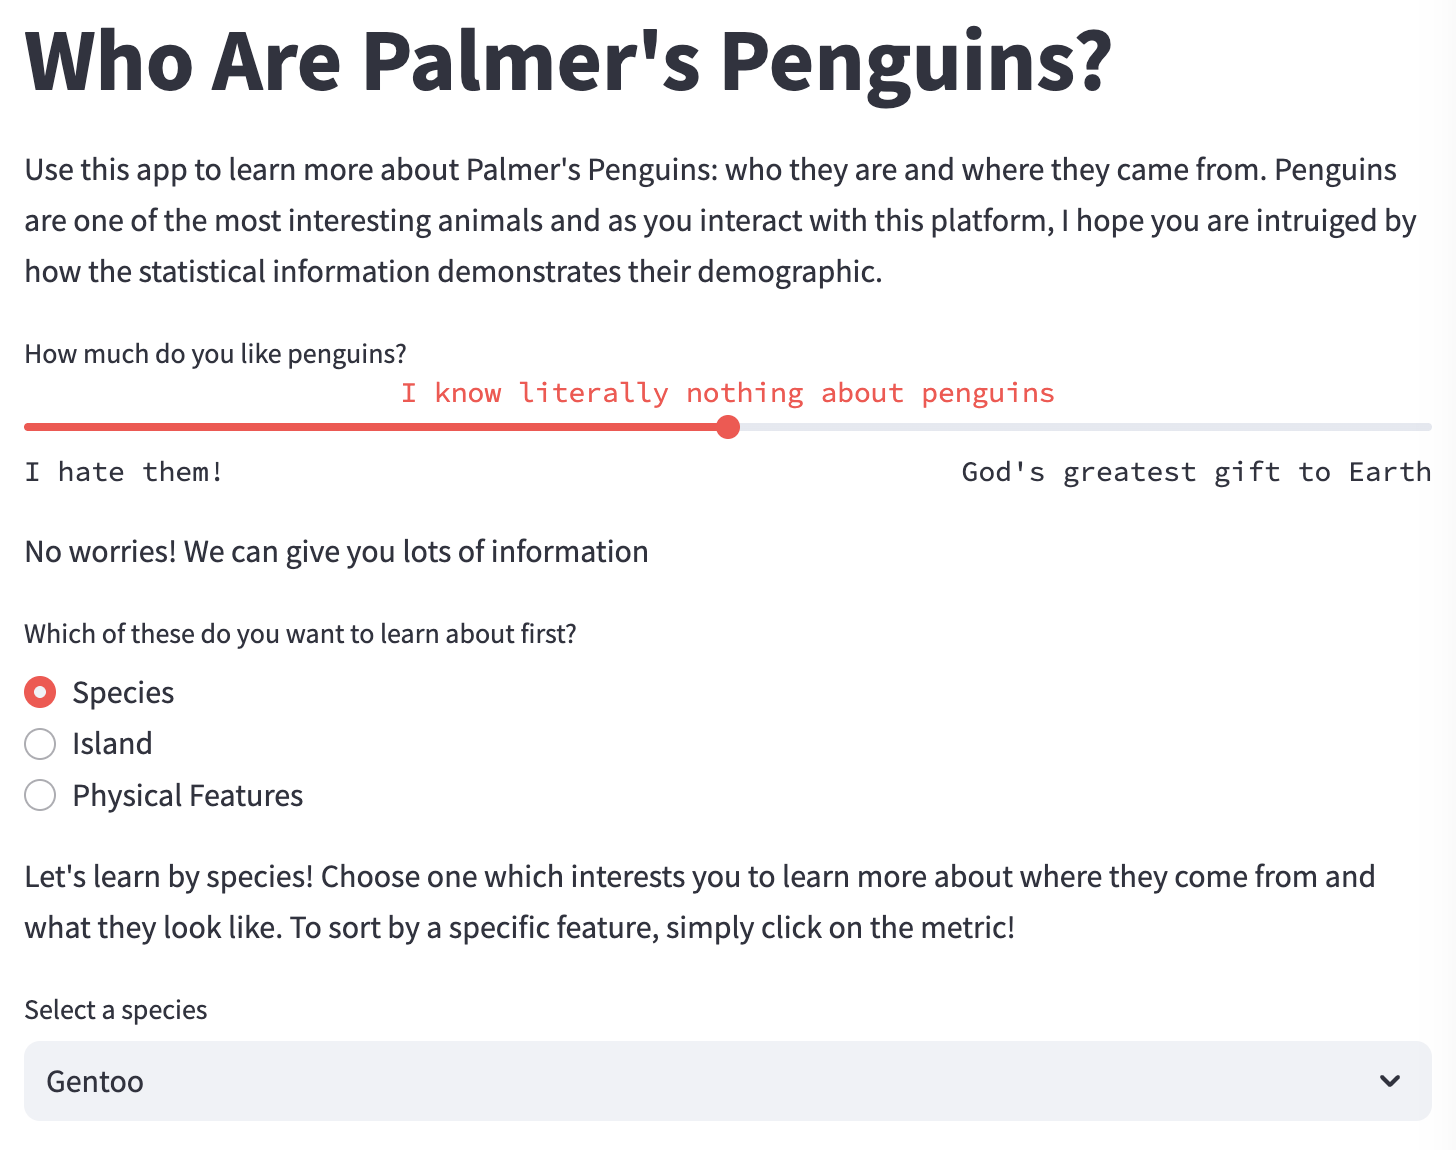 Who Are Palmer's Penguins?
Use this app to learn more about Palmer's Penguins: who they are and where they came from. Penguins
are one of the most interesting animals and as you interact with this platform, I hope you are intruiged by
how the statistical information demonstrates their demographic.
How much do you like penguins?
I know literally nothing about penguins
I hate them! God's greatest gift to Earth
No worries! We can give you lots of information
Which of these do you want to learn about first?
Species
Island
Physical Features
Let's learn by species! Choose one which interests you to learn more about where they come from and
what they look like. To sort by a specific feature, simply click on the metric!
Select a species
Gentoo